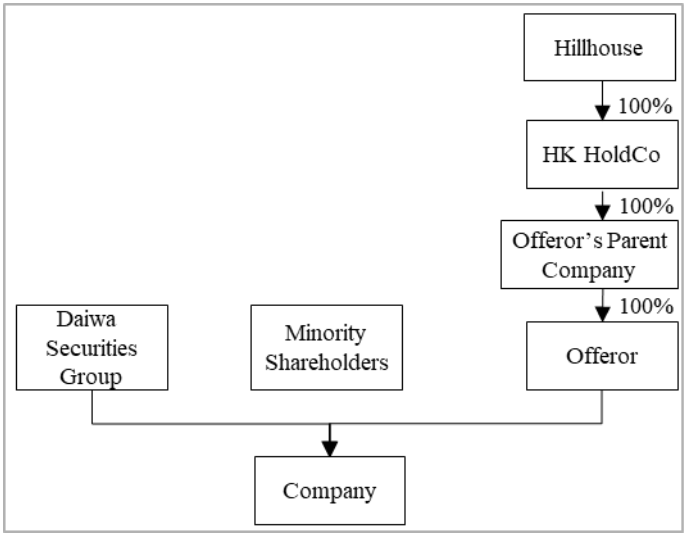 Hillhouse
100%
HK HoldCo
100%
Offeror’s Parent
Company
100%
Daiwa
Securities
Group
Minority
Shareholders
Offeror
Company